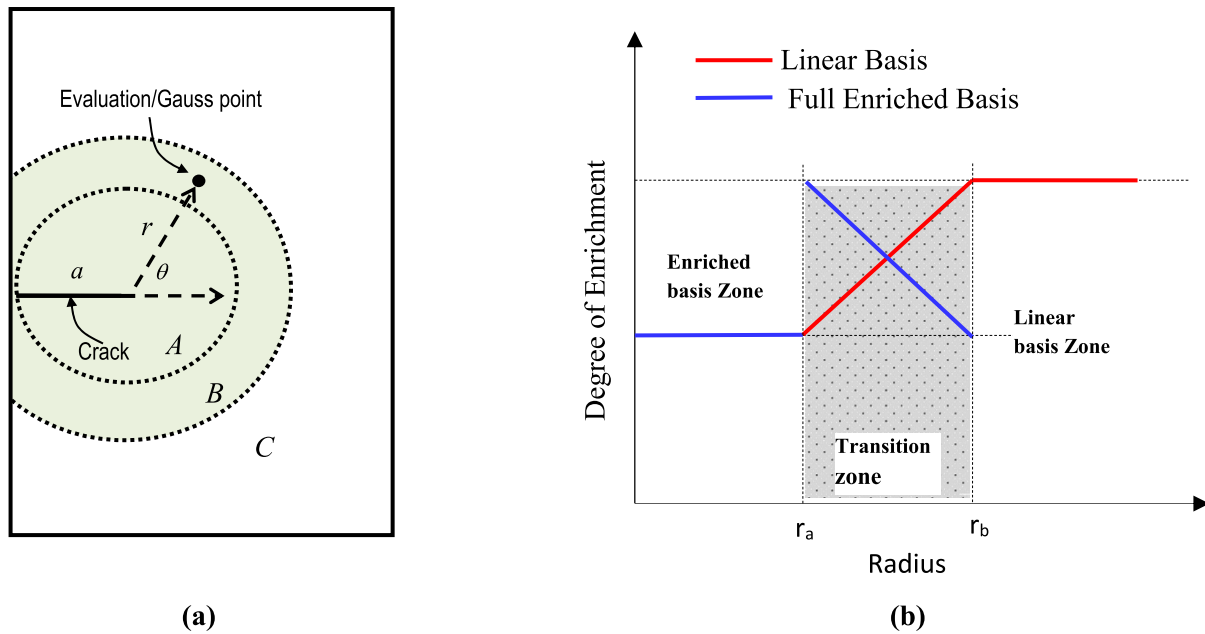 Evaluation/Gauss point
r
a
θ
Crack
A
B
C
(a)
Linear Basis
Full Enriched Basis
Degree of Enrichment
Enriched
basis Zone
Linear
basis Zone
Transition
zone
rₐ
r_b
Radius
(b)